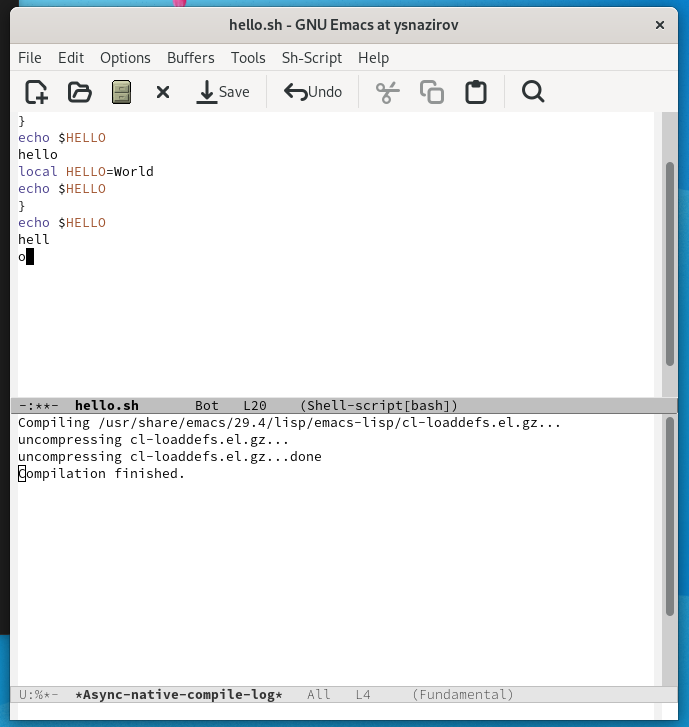 hello.sh - GNU Emacs at ysnazirov
File Edit Options Buffers Tools Sh-Script Help
Save Undo
}
echo $HELLO
hello
local HELLO=World
echo $HELLO
}
echo $HELLO
hell
o
-:**- hello.sh Bot L20 (Shell-script[bash])
Compiling /usr/share/emacs/29.4/lisp/emacs-lisp/cl-loaddefs.el.gz...
uncompressing cl-loaddefs.el.gz...
uncompressing cl-loaddefs.el.gz...done
Compilation finished.
U:%*- *Async-native-compile-log* All L4 (Fundamental)